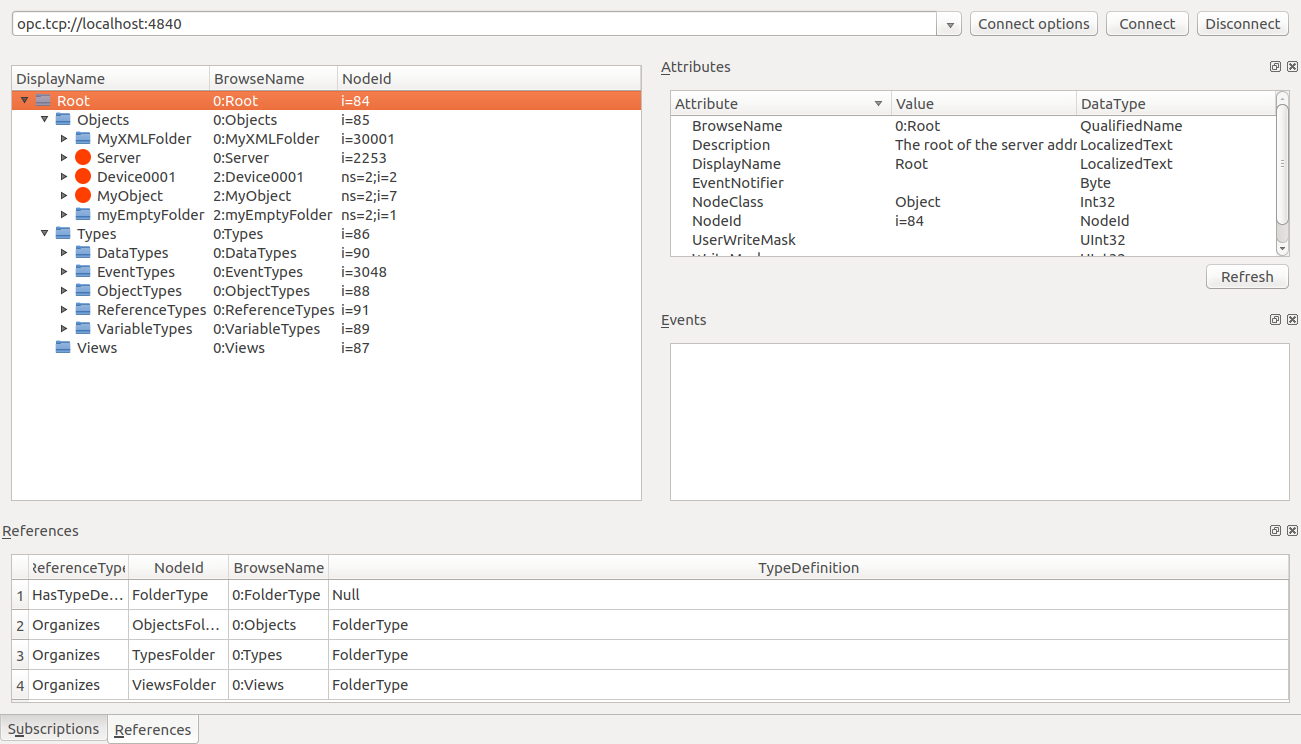 opc.tcp://localhost:4840 Connect options Connect Disconnect
DisplayName BrowseName NodeId
Root 0:Root i=84
Objects 0:Objects i=85
MyXMLFolder 0:MyXMLFolder i=30001
Server 0:Server i=2253
Device0001 2:Device0001 ns=2;i=2
MyObject 2:MyObject ns=2;i=7
myEmptyFolder 2:myEmptyFolder ns=2;i=1
Types 0:Types i=86
DataTypes 0:DataTypes i=90
EventTypes 0:EventTypes i=3048
ObjectTypes 0:ObjectTypes i=88
ReferenceTypes 0:ReferenceTypes i=91
VariableTypes 0:VariableTypes i=89
Views 0:Views i=87
Attributes
Attribute Value DataType
BrowseName 0:Root QualifiedName
Description The root of the server addr LocalizedText
DisplayName Root LocalizedText
EventNotifier Byte
NodeClass Object Int32
NodeId i=84 NodeId
UserWriteMask UInt32
Refresh
Events
References
ReferenceType NodeId BrowseName TypeDefinition
1 HasTypeDe... FolderType 0:FolderType Null
2 Organizes ObjectsFol... 0:Objects FolderType
3 Organizes TypesFolder 0:Types FolderType
4 Organizes ViewsFolder 0:Views FolderType
Subscriptions References